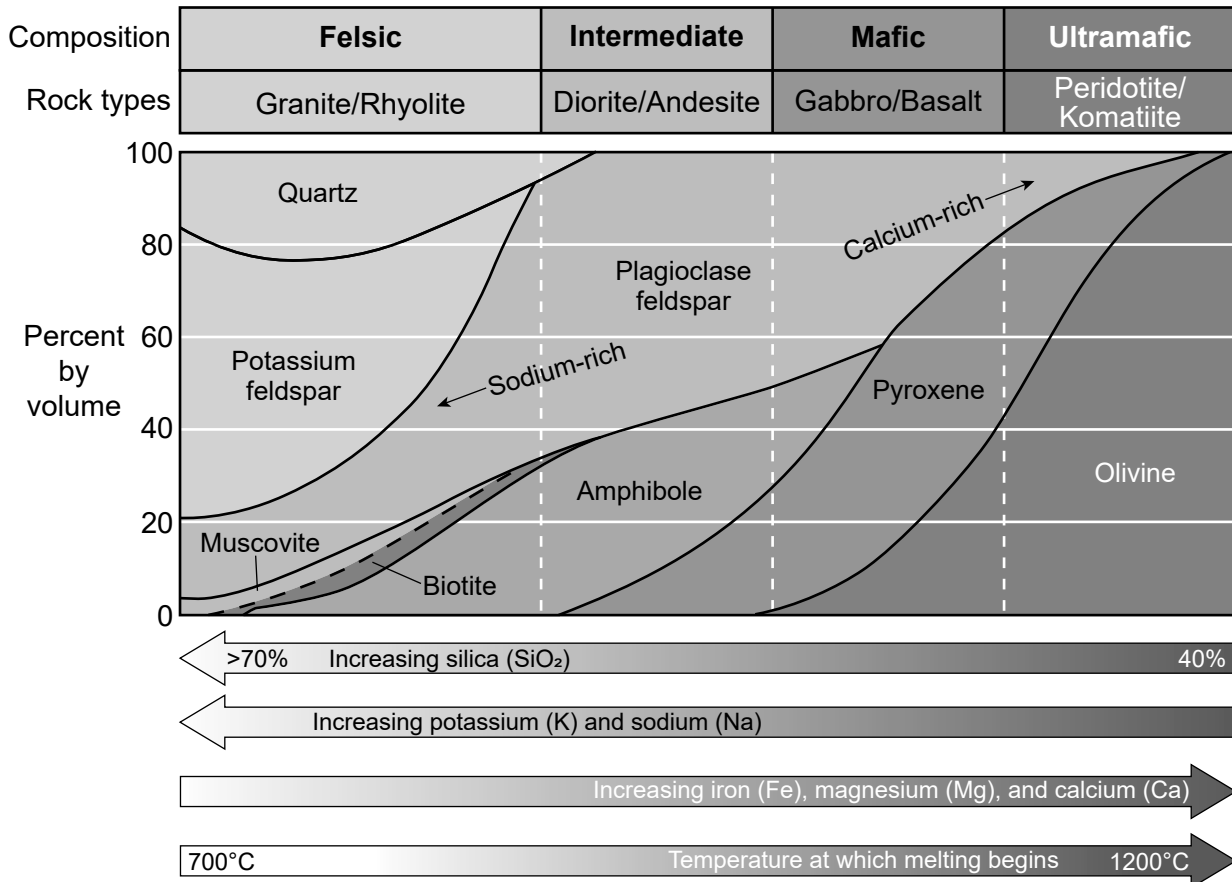 Composition
Felsic
Intermediate
Mafic
Ultramafic
Rock types
Granite/Rhyolite
Diorite/Andesite
Gabbro/Basalt
Peridotite/
Komatiite
100
80
60
40
20
0
Percent
by
volume
Quartz
Calcium-rich
Plagioclase
feldspar
Potassium
feldspar
Sodium-rich
Pyroxene
Amphibole
Olivine
Muscovite
Biotite
>70%
Increasing silica (SiO₂)
40%
Increasing potassium (K) and sodium (Na)
Increasing iron (Fe), magnesium (Mg), and calcium (Ca)
700°C
Temperature at which melting begins
1200°C